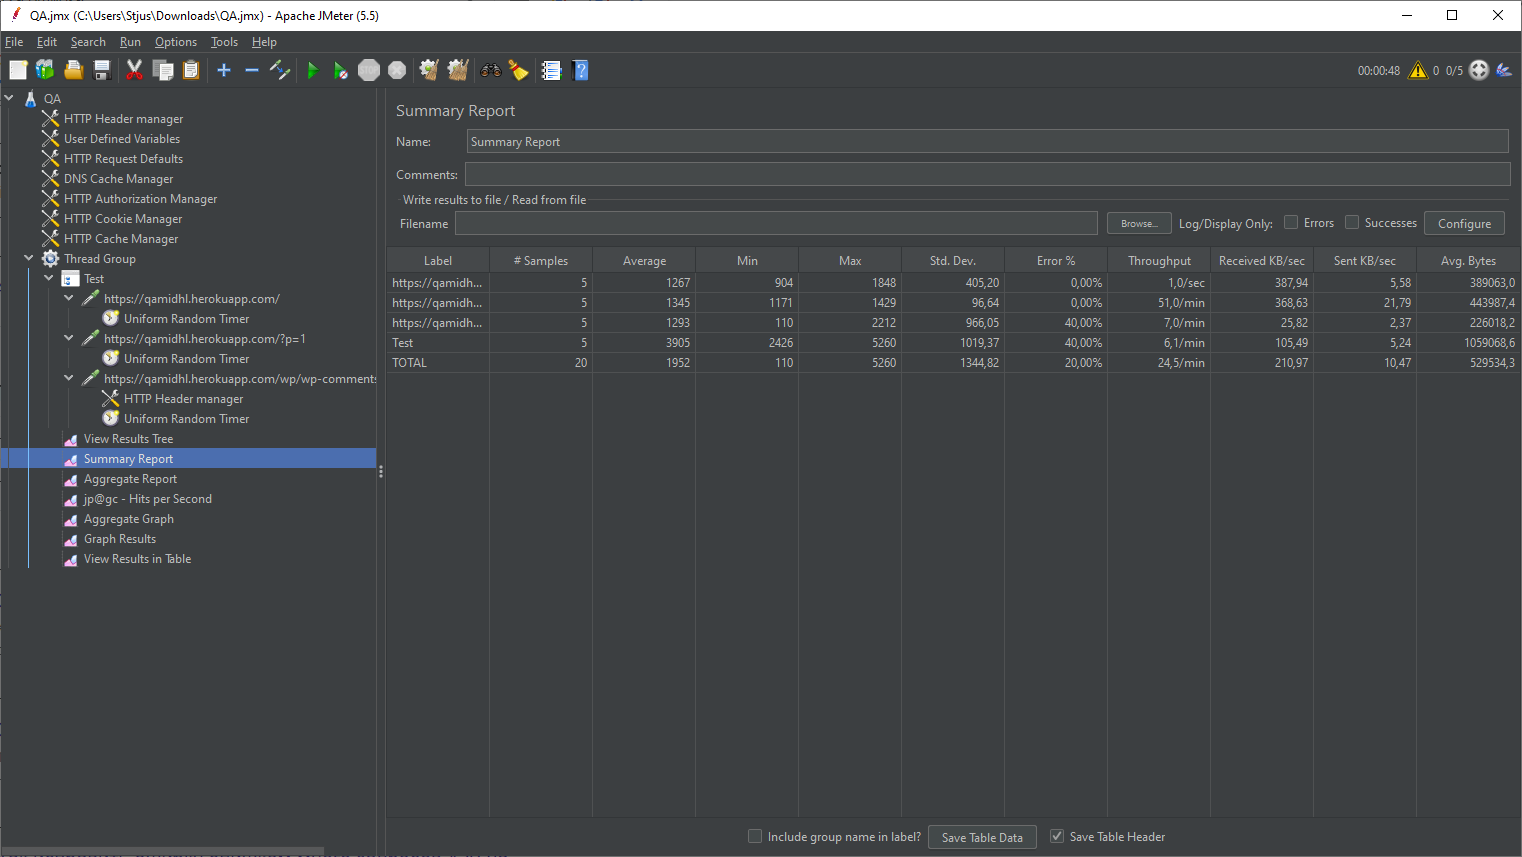 QA.jmx (C:\Users\Stjus\Downloads\QA.jmx) - Apache JMeter (5.5)
File Edit Search Run Options Tools Help
00:00:48 0 0/5
QA
HTTP Header manager
User Defined Variables
HTTP Request Defaults
DNS Cache Manager
HTTP Authorization Manager
HTTP Cookie Manager
HTTP Cache Manager
Thread Group
Test
https://qamidhl.herokuapp.com/
Uniform Random Timer
https://qamidhl.herokuapp.com/?p=1
Uniform Random Timer
https://qamidhl.herokuapp.com/wp/wp-comments
HTTP Header manager
Uniform Random Timer
View Results Tree
Summary Report
Aggregate Report
jp@gc - Hits per Second
Aggregate Graph
Graph Results
View Results in Table
Summary Report
Name: Summary Report
Comments:
Write results to file / Read from file
Filename Browse... Log/Display Only: Errors Successes Configure
Label # Samples Average Min Max Std. Dev. Error % Throughput Received KB/sec Sent KB/sec Avg. Bytes
https://qamidh... 5 1267 904 1848 405,20 0,00% 1,0/sec 387,94 5,58 389063,0
https://qamidh... 5 1345 1171 1429 96,64 0,00% 51,0/min 368,63 21,79 443987,4
https://qamidh... 5 1293 110 2212 966,05 40,00% 7,0/min 25,82 2,37 226018,2
Test 5 3905 2426 5260 1019,37 40,00% 6,1/min 105,49 5,24 1059068,6
TOTAL 20 1952 110 5260 1344,82 20,00% 24,5/min 210,97 10,47 529534,3
Include group name in label? Save Table Data Save Table Header